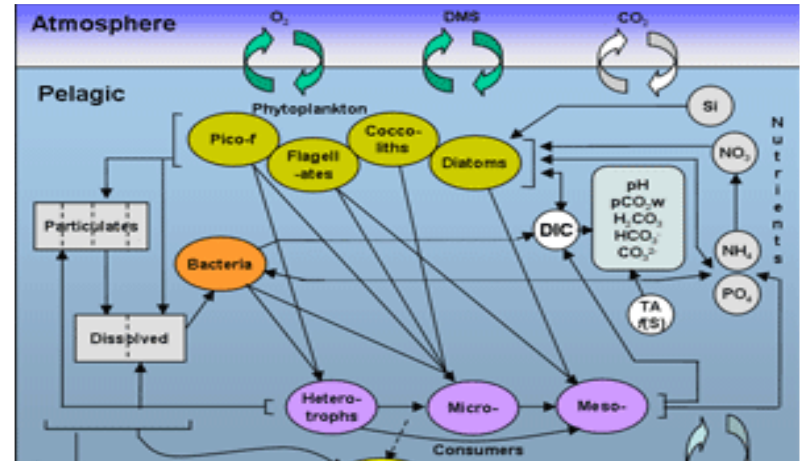 O₂ DMS CO₂
Atmosphere
Pelagic
Phytoplankton
Pico-f
Flagell
-ates
Cocco-
liths
Diatoms
Si
NO₃
NH₄
PO₄
Nutrients
Particulates
Bacteria
Dissolved
DIC
pH
pCO₂w
H₂CO₃
HCO₃⁻
CO₃²⁻
TA
f(S)
Hetero-
trophs
Micro-
Meso-
Consumers